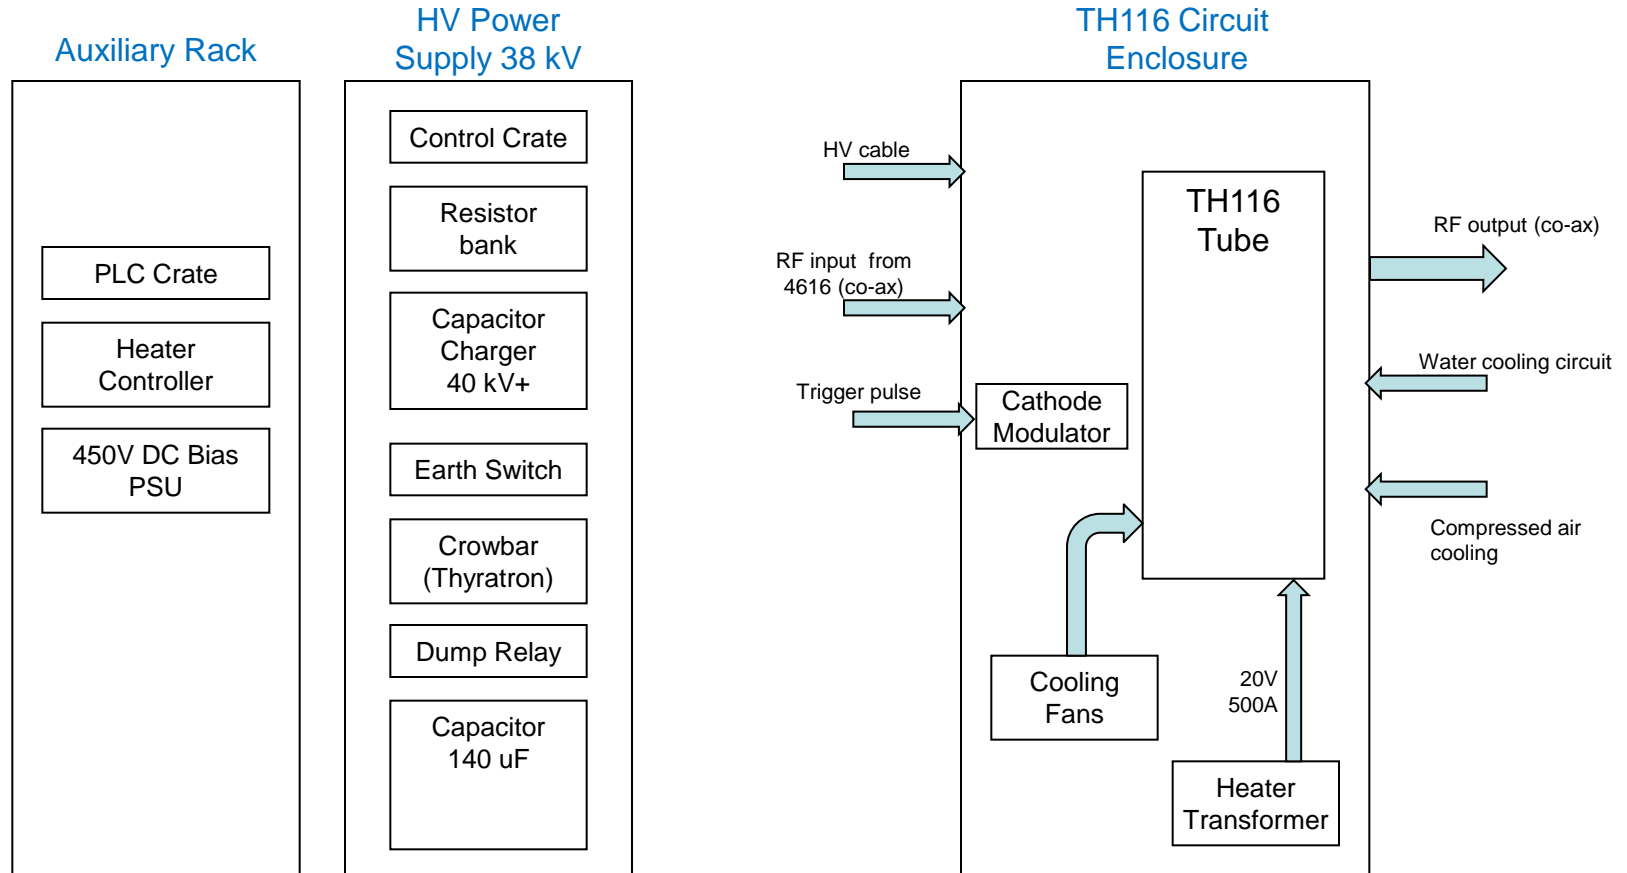 Auxiliary Rack
PLC Crate
Heater
Controller
450V DC Bias
PSU
HV Power
Supply 38 kV
Control Crate
Resistor
bank
Capacitor
Charger
40 kV+
Earth Switch
Crowbar
(Thyratron)
Dump Relay
Capacitor
140 uF
TH116 Circuit
Enclosure
HV cable
RF input from
4616 (co-ax)
Trigger pulse
Cathode
Modulator
TH116
Tube
Cooling
Fans
20V
500A
Heater
Transformer
RF output (co-ax)
Water cooling circuit
Compressed air
cooling